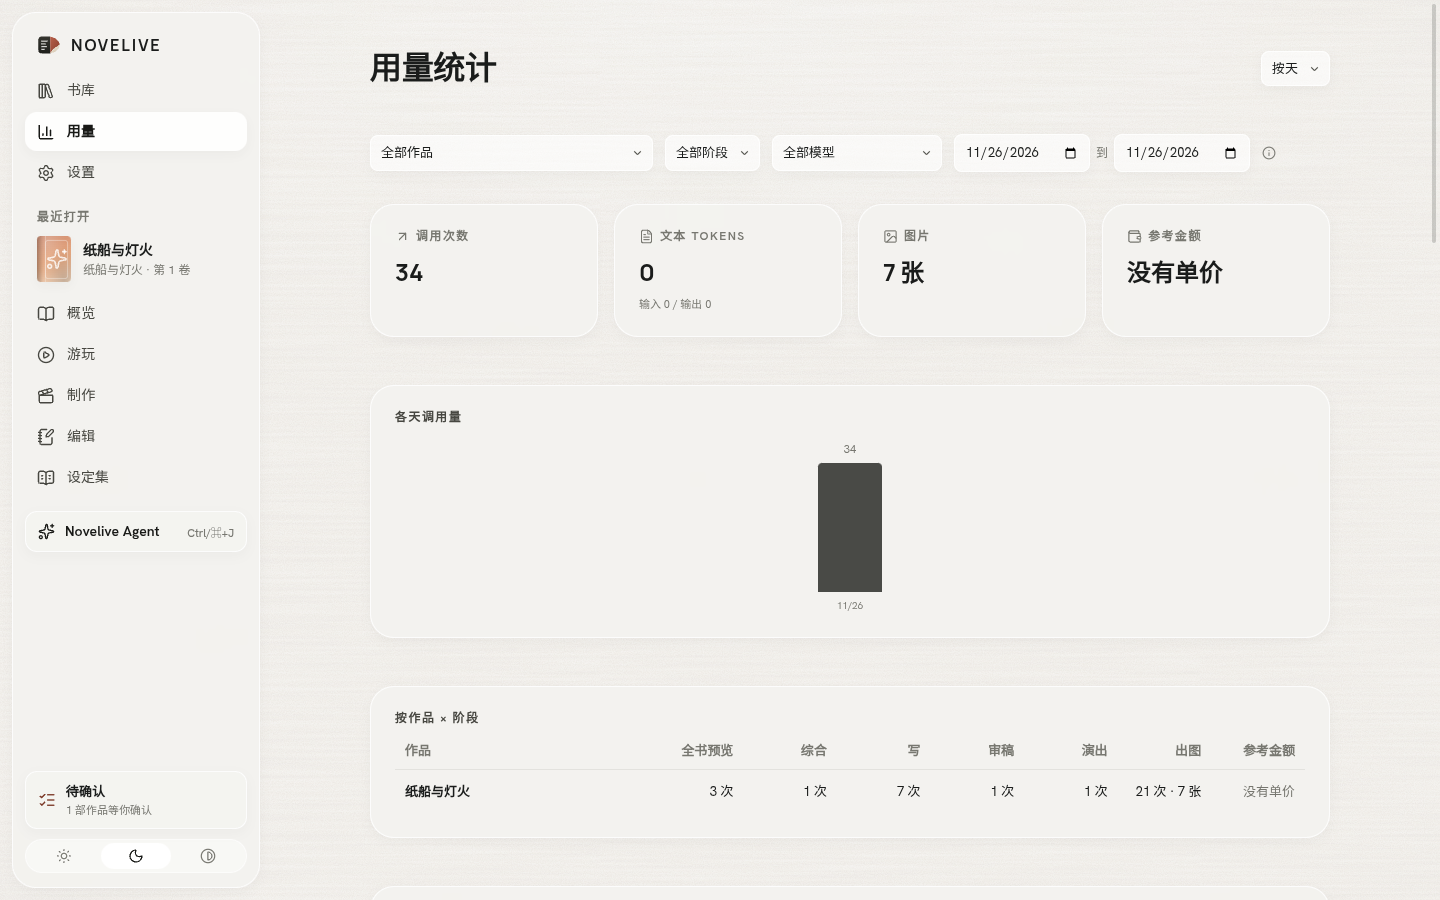 NOVELIVE
书库
用量
设置
最近打开
纸船与灯火
纸船与灯火 · 第 1 卷
概览
游玩
制作
编辑
设定集
Novelive Agent Ctrl/⌘+J
待确认
1 部作品等你确认
用量统计
按天
全部作品 全部阶段 全部模型 11/26/2026 到 11/26/2026
调用次数
34
文本 TOKENS
0
输入 0 / 输出 0
图片
7 张
参考金额
没有单价
各天调用量
34
11/26
按作品 × 阶段
作品 全书预览 综合 写 审稿 演出 出图 参考金额
纸船与灯火 3 次 1 次 7 次 1 次 1 次 21 次 · 7 张 没有单价